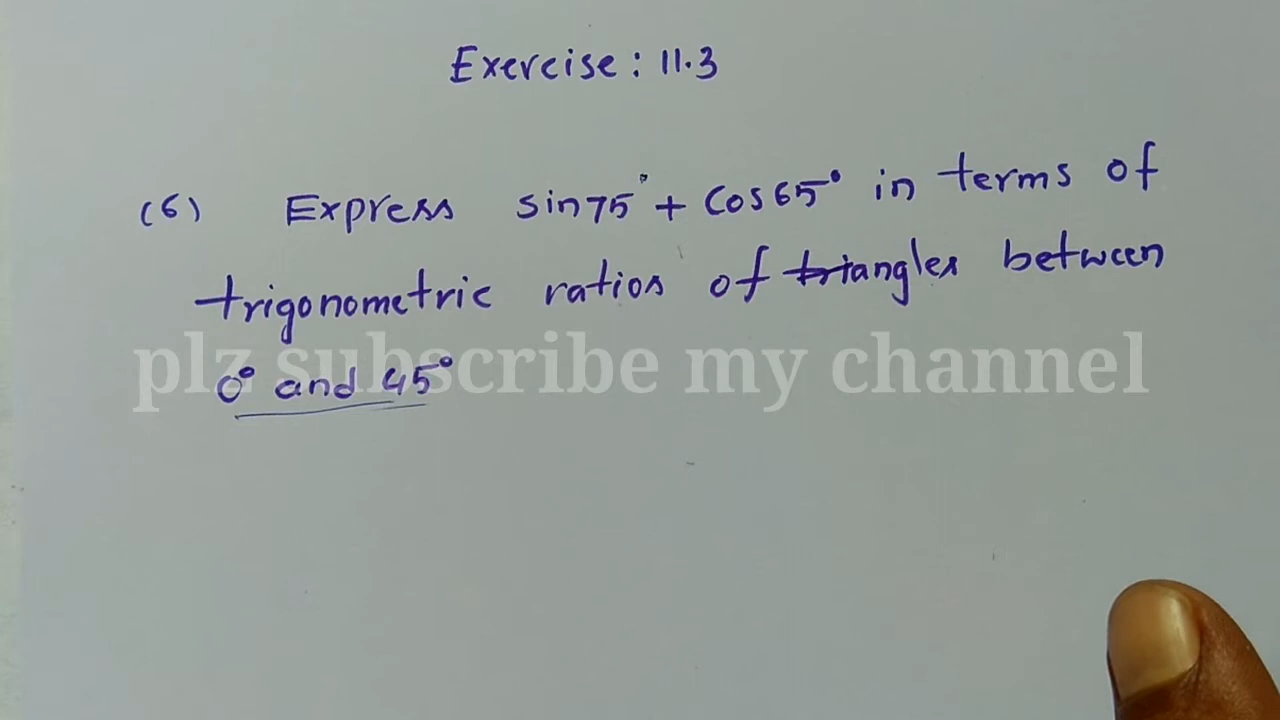 Exercise: 11.3
(6) Express sin75° + cos65° in terms of
trigonometric ratios of angles between
plz subscribe my channel
0° and 45°